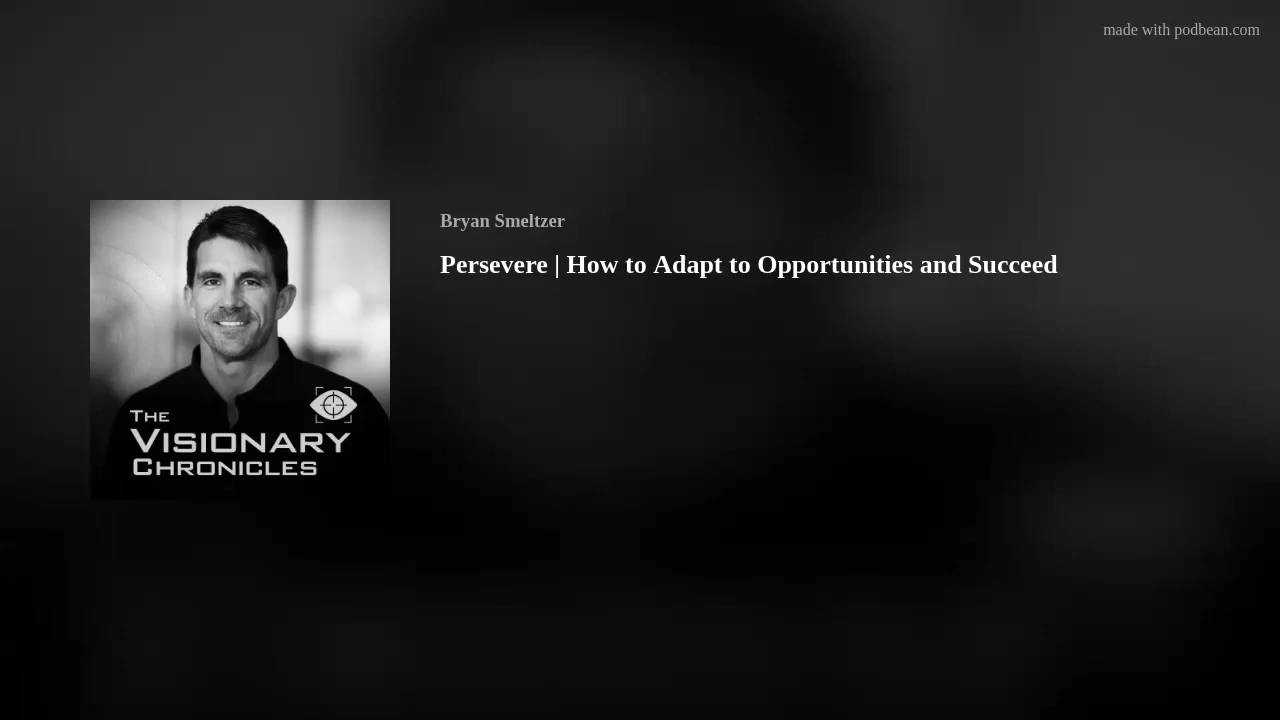 made with podbean.com
Bryan Smeltzer
Persevere | How to Adapt to Opportunities and Succeed
THE
VISIONARY
CHRONICLES